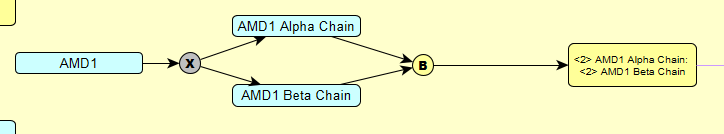 AMD1 Alpha Chain
AMD1
X
B
<2> AMD1 Alpha Chain:
<2> AMD1 Beta Chain
AMD1 Beta Chain